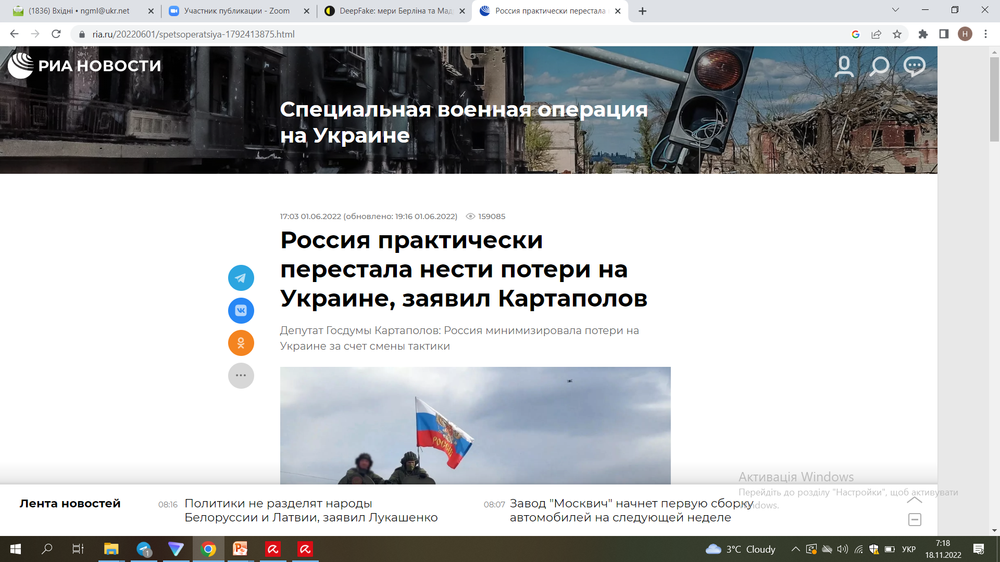 (1836) Вхідні • ngml@ukr.net
Участник публикации - Zoom
DeepFake: мери Берліна та Мад
Россия практически перестала
ria.ru/20220601/spetsoperatsiya-1792413875.html
H
РИА НОВОСТИ
Специальная военная операция
на Украине
17:03 01.06.2022 (обновлено: 19:16 01.06.2022)
159085
Россия практически
перестала нести потери на
Украине, заявил Картаполов
Депутат Госдумы Картаполов: Россия минимизировала потери на
Украине за счет смены тактики
РОССИЯ
Активація Windows
Перейдіть до розділу "Настройки", щоб активувати
Windows.
Лента новостей
08:16 Политики не разделят народы
Белоруссии и Латвии, заявил Лукашенко
08:07 Завод "Москвич" начнет первую сборку
автомобилей на следующей неделе
1
3°C Cloudy
УКР
7:18
18.11.2022